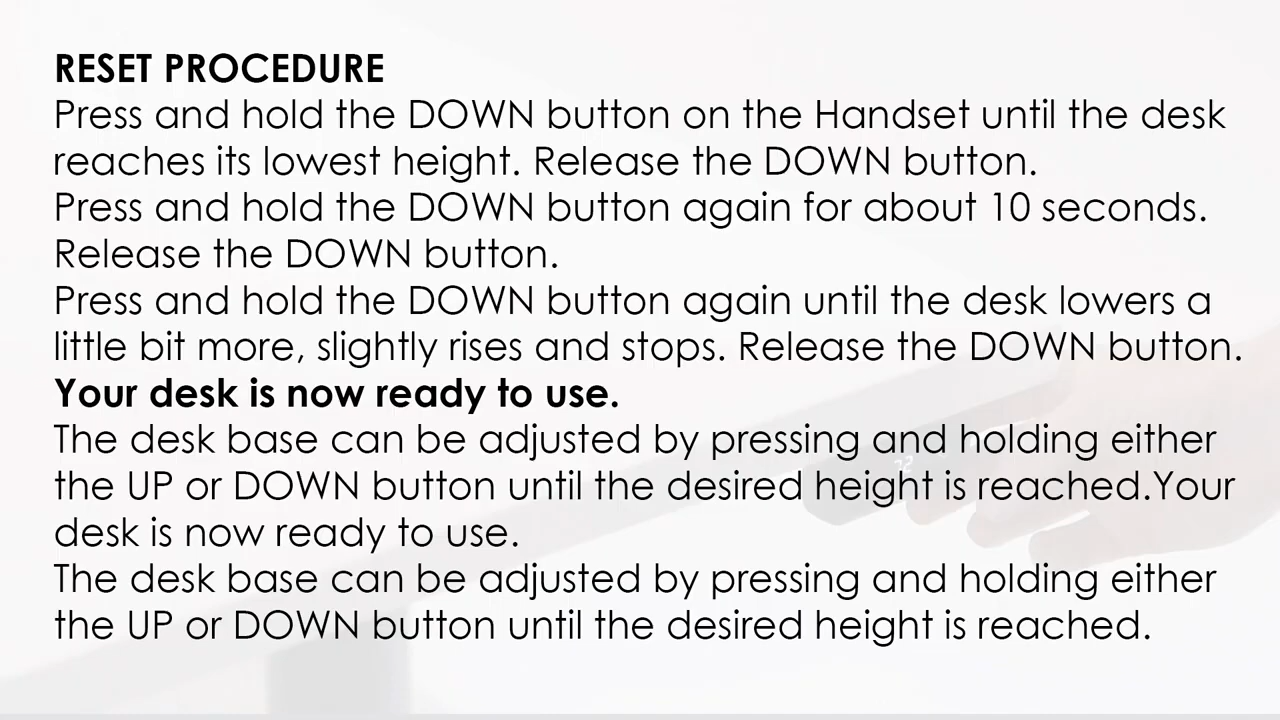 RESET PROCEDURE
Press and hold the DOWN button on the Handset until the desk
reaches its lowest height. Release the DOWN button.
Press and hold the DOWN button again for about 10 seconds.
Release the DOWN button.
Press and hold the DOWN button again until the desk lowers a
little bit more, slightly rises and stops. Release the DOWN button.
Your desk is now ready to use.
The desk base can be adjusted by pressing and holding either
the UP or DOWN button until the desired height is reached.Your
desk is now ready to use.
The desk base can be adjusted by pressing and holding either
the UP or DOWN button until the desired height is reached.